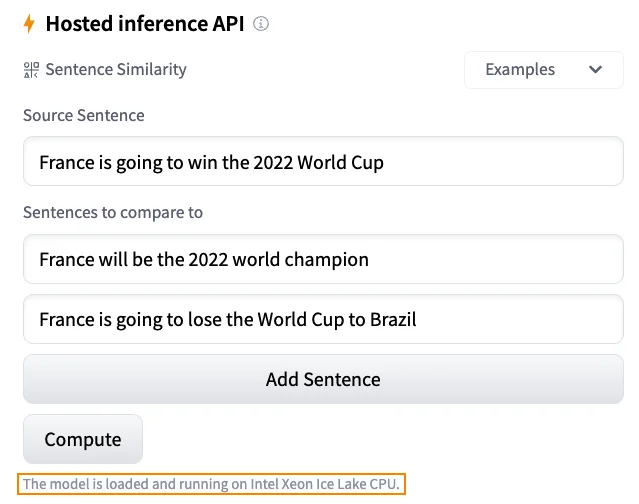 Hosted inference API
Sentence Similarity
Examples
Source Sentence
France is going to win the 2022 World Cup
Sentences to compare to
France will be the 2022 world champion
France is going to lose the World Cup to Brazil
Add Sentence
Compute
The model is loaded and running on Intel Xeon Ice Lake CPU.